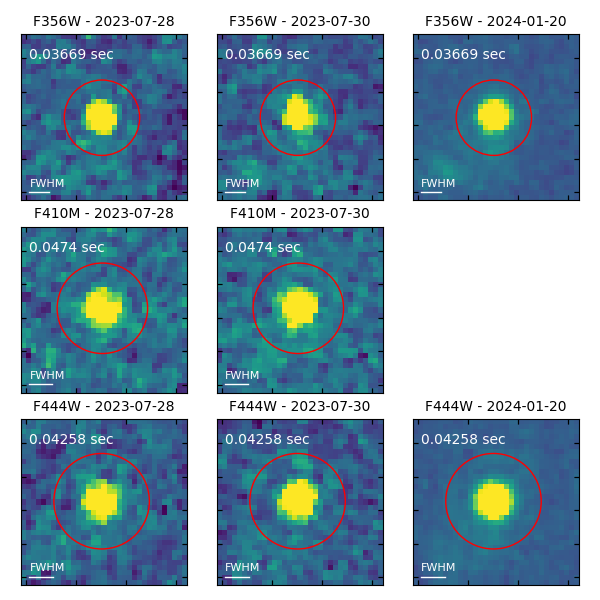 F356W - 2023-07-28
F356W - 2023-07-30
F356W - 2024-01-20
0.03669 sec
0.03669 sec
0.03669 sec
FWHM
FWHM
FWHM
F410M - 2023-07-28
F410M - 2023-07-30
0.0474 sec
0.0474 sec
FWHM
FWHM
F444W - 2023-07-28
F444W - 2023-07-30
F444W - 2024-01-20
0.04258 sec
0.04258 sec
0.04258 sec
FWHM
FWHM
FWHM